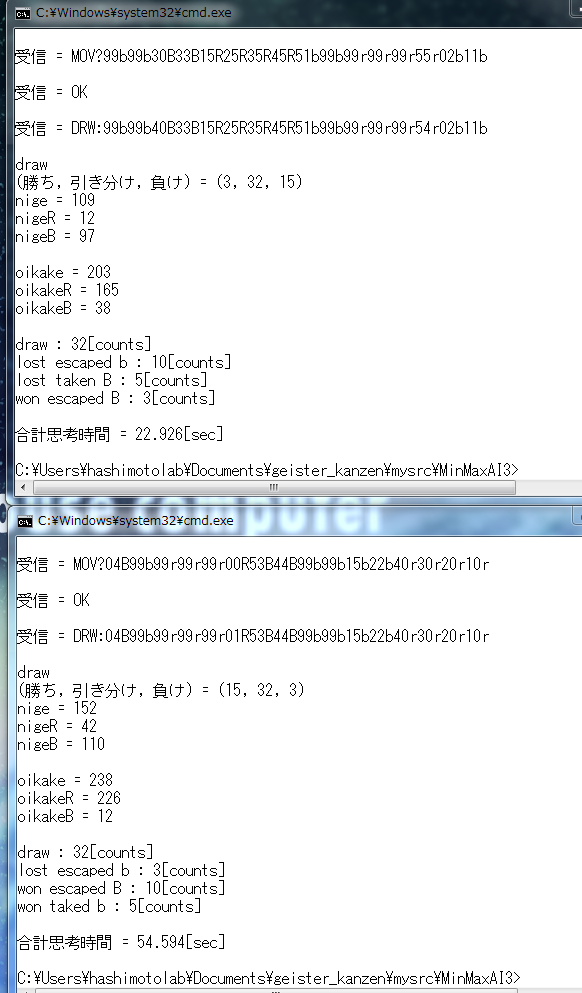 C:¥Windows¥system32¥cmd.exe
受信 = MOV?99b99b30B33B15R25R35R45R51b99b99r99r99r55r02b11b
受信 = OK
受信 = DRW:99b99b40B33B15R25R35R45R51b99b99r99r99r54r02b11b
draw
(勝ち, 引き分け, 負け) = (3, 32, 15)
nige = 109
nigeR = 12
nigeB = 97
oikake = 203
oikakeR = 165
oikakeB = 38
draw : 32[counts]
lost escaped b : 10[counts]
lost taken B : 5[counts]
won escaped B : 3[counts]
合計思考時間 = 22.926[sec]
C:¥Users¥hashimotolab¥Documents¥geister_kanzen¥mysrc¥MinMaxAI3>
use computer
C:¥Windows¥system32¥cmd.exe
受信 = MOV?04B99b99r99r99r00R53B44B99b99b15b22b40r30r20r10r
受信 = OK
受信 = DRW:04B99b99r99r99r01R53B44B99b99b15b22b40r30r20r10r
draw
(勝ち, 引き分け, 負け) = (15, 32, 3)
nige = 152
nigeR = 42
nigeB = 110
oikake = 238
oikakeR = 226
oikakeB = 12
draw : 32[counts]
lost escaped b : 3[counts]
won escaped B : 10[counts]
won taked b : 5[counts]
合計思考時間 = 54.594[sec]
C:¥Users¥hashimotolab¥Documents¥geister_kanzen¥mysrc¥MinMaxAI3>